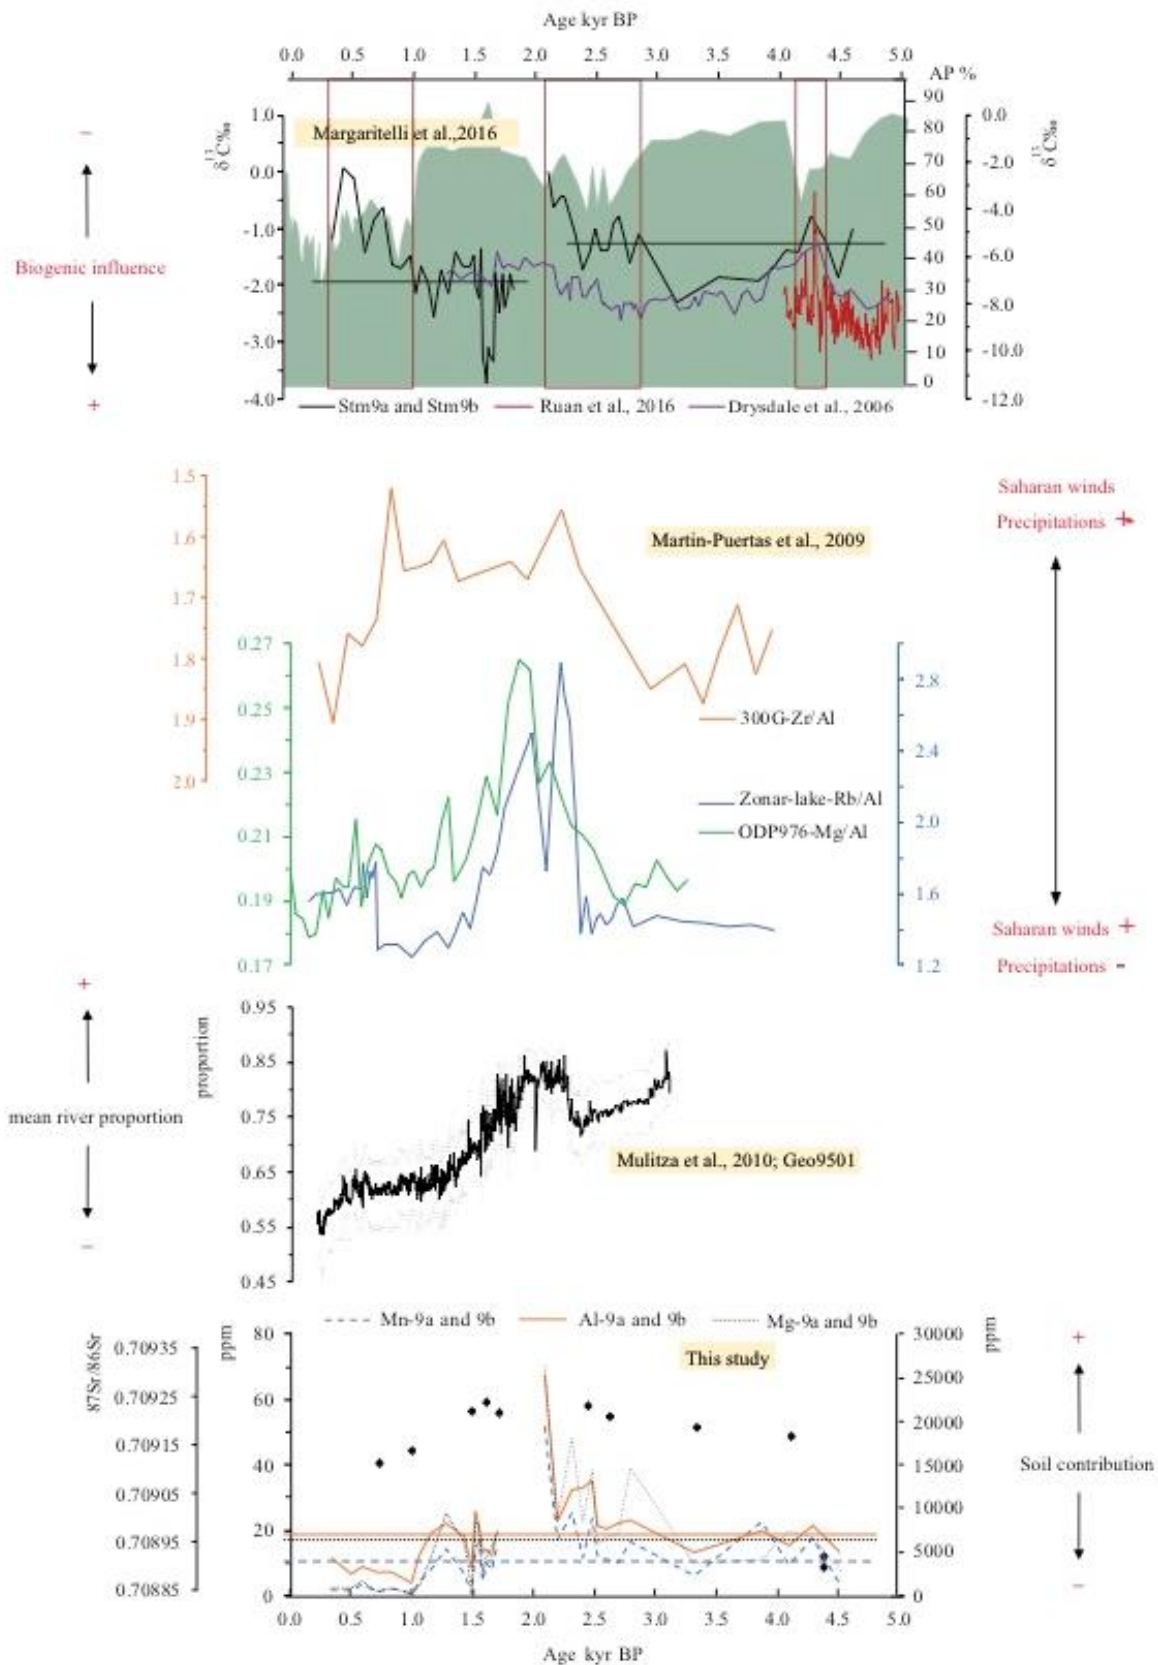 Age kyr BP
0.0 0.5 1.0 1.5 2.0 2.5 3.0 3.5 4.0 4.5 5.0
AP %
Margaritelli et al.,2016
δ13C‰
1.0
0.0
-1.0
-2.0
-3.0
-4.0
90
80
70
60
50
40
30
20
10
0
0.0
-2.0
-4.0
-6.0
-8.0
-10.0
-12.0
δ13C‰
−
Biogenic influence
+
Stm9a and Stm9b Ruan et al., 2016 Drysdale et al., 2006
1.5
1.6
1.7
1.8
1.9
2.0
Martin-Puertas et al., 2009
Saharan winds
Precipitations +
0.27
0.25
0.23
0.21
0.19
0.17
300G-Zr/Al
Zonar-lake-Rb/Al
ODP976-Mg/Al
2.8
2.4
2.0
1.6
1.2
Saharan winds +
Precipitations -
+
mean river proportion
−
proportion
0.95
0.85
0.75
0.65
0.55
0.45
Mulitza et al., 2010; Geo9501
Mn-9a and 9b Al-9a and 9b Mg-9a and 9b
This study
87Sr/86Sr
0.70935
0.70925
0.70915
0.70905
0.70895
0.70885
ppm
80
60
40
20
0
30000
25000
20000
15000
10000
5000
0
ppm
+
Soil contribution
−
0.0 0.5 1.0 1.5 2.0 2.5 3.0 3.5 4.0 4.5 5.0
Age kyr BP